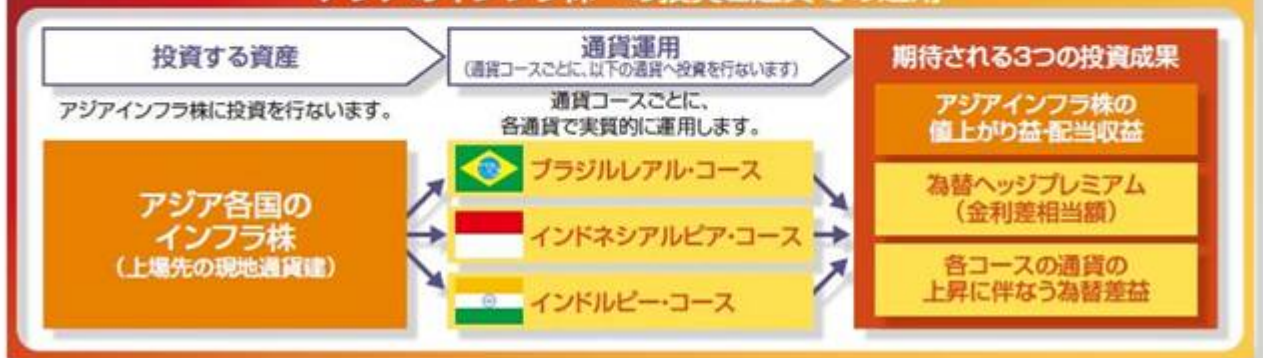 投資する資産
通貨運用
(通貨コースごとに、以下の通貨へ投資を行ないます)
期待される3つの投資成果
アジアインフラ株に投資を行ないます。
通貨コースごとに、
各通貨で実質的に運用します。
アジア各国の
インフラ株
(上場先の現地通貨建)
ブラジルレアル・コース
インドネシアルピア・コース
インドルピー・コース
アジアインフラ株の
値上がり益・配当収益
為替ヘッジプレミアム
(金利差相当額)
各コースの通貨の
上昇に伴なう為替差益